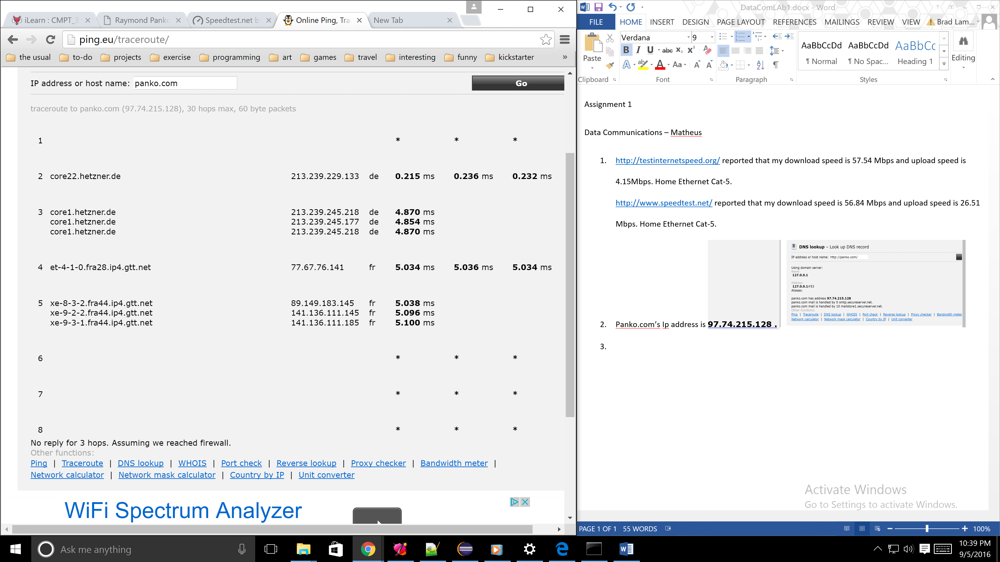 iLearn : CMPT_3
Raymond Panko
Speedtest.net b
Online Ping, Tra
New Tab
ping.eu/traceroute/
the usual to-do projects exercise programming art games travel interesting funny kickstarter »
IP address or host name: panko.com Go
traceroute to panko.com (97.74.215.128), 30 hops max, 60 byte packets
1 * * *
2 core22.hetzner.de 213.239.229.133 de 0.215 ms 0.236 ms 0.232 ms
3 core1.hetzner.de 213.239.245.218 de 4.870 ms
core1.hetzner.de 213.239.245.177 de 4.854 ms
core1.hetzner.de 213.239.245.218 de 4.870 ms
4 et-4-1-0.fra28.ip4.gtt.net 77.67.76.141 fr 5.034 ms 5.036 ms 5.034 ms
5 xe-8-3-2.fra44.ip4.gtt.net 89.149.183.145 fr 5.038 ms
xe-9-2-2.fra44.ip4.gtt.net 141.136.111.145 fr 5.096 ms
xe-9-3-1.fra44.ip4.gtt.net 141.136.111.185 fr 5.100 ms
6 * * *
7 * * *
8 * * *
No reply for 3 hops. Assuming we reached firewall.
Other functions:
Ping | Traceroute | DNS lookup | WHOIS | Port check | Reverse lookup | Proxy checker | Bandwidth meter |
Network calculator | Network mask calculator | Country by IP | Unit converter
WiFi Spectrum Analyzer
DataComLAb1.docx - Word
FILE HOME INSERT DESIGN PAGE LAYOUT REFERENCES MAILINGS REVIEW VIEW Brad Lam...
Verdana 9
Paste
AaBbCcDd AaBbCcDd AaBbCc
¶ Normal ¶ No Spac... Heading 1
Editing
Clipboard Font Paragraph Styles
Assignment 1
Data Communications – Matheus
1. http://testinternetspeed.org/ reported that my download speed is 57.54 Mbps and upload speed is
4.15Mbps. Home Ethernet Cat-5.
http://www.speedtest.net/ reported that my download speed is 56.84 Mbps and upload speed is 26.51
Mbps. Home Ethernet Cat-5.
DNS lookup – Look up DNS record
IP address or host name: http://panko.com/
Using domain server:
Name:
127.0.0.1
Address:
127.0.0.1#53
Aliases:
panko.com has address 97.74.215.128
panko.com mail is handled by 0 smtp.secureserver.net.
panko.com mail is handled by 10 mailstore1.secureserver.net.
Other functions:
Ping | Traceroute | DNS lookup | WHOIS | Port check | Reverse lookup | Proxy checker | Bandwidth meter
Network calculator | Network mask calculator | Country by IP | Unit converter
2. Panko.com’s Ip address is 97.74.215.128 .
3.
Activate Windows
Go to Settings to activate Windows.
PAGE 1 OF 1 55 WORDS 100%
Ask me anything
10:39 PM
9/5/2016